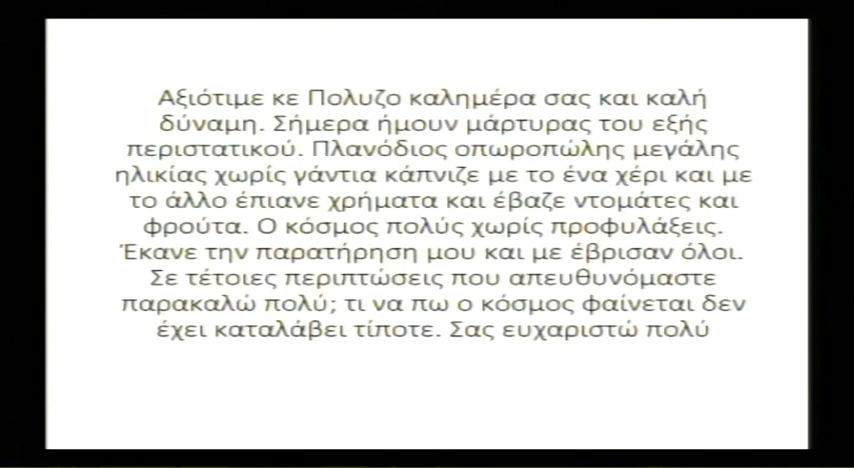 Αξιότιμε κε Πολυζο καλημέρα σας και καλή
δύναμη. Σήμερα ήμουν μάρτυρας του εξής
περιστατικού. Πλανόδιος οπωροπώλης μεγάλης
ηλικίας χωρίς γάντια κάπνιζε με το ένα χέρι και με
το άλλο έπιανε χρήματα και έβαζε ντομάτες και
φρούτα. Ο κόσμος πολύς χωρίς προφυλάξεις.
Έκανε την παρατήρηση μου και με έβρισαν όλοι.
Σε τέτοιες περιπτώσεις που απευθυνόμαστε
παρακαλώ πολύ; τι να πω ο κόσμος φαίνεται δεν
έχει καταλάβει τίποτε. Σας ευχαριστώ πολύ